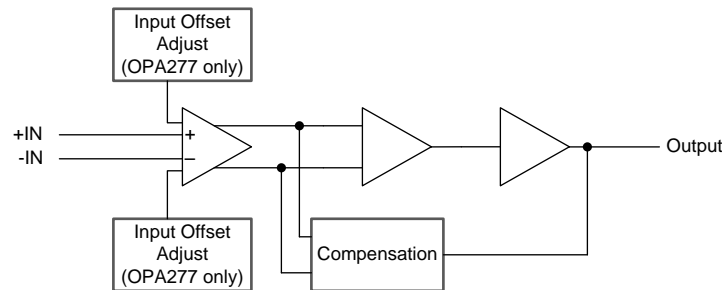 Input Offset
Adjust
(OPA277 only)
+IN
-IN
+
−
Output
Input Offset
Adjust
(OPA277 only)
Compensation